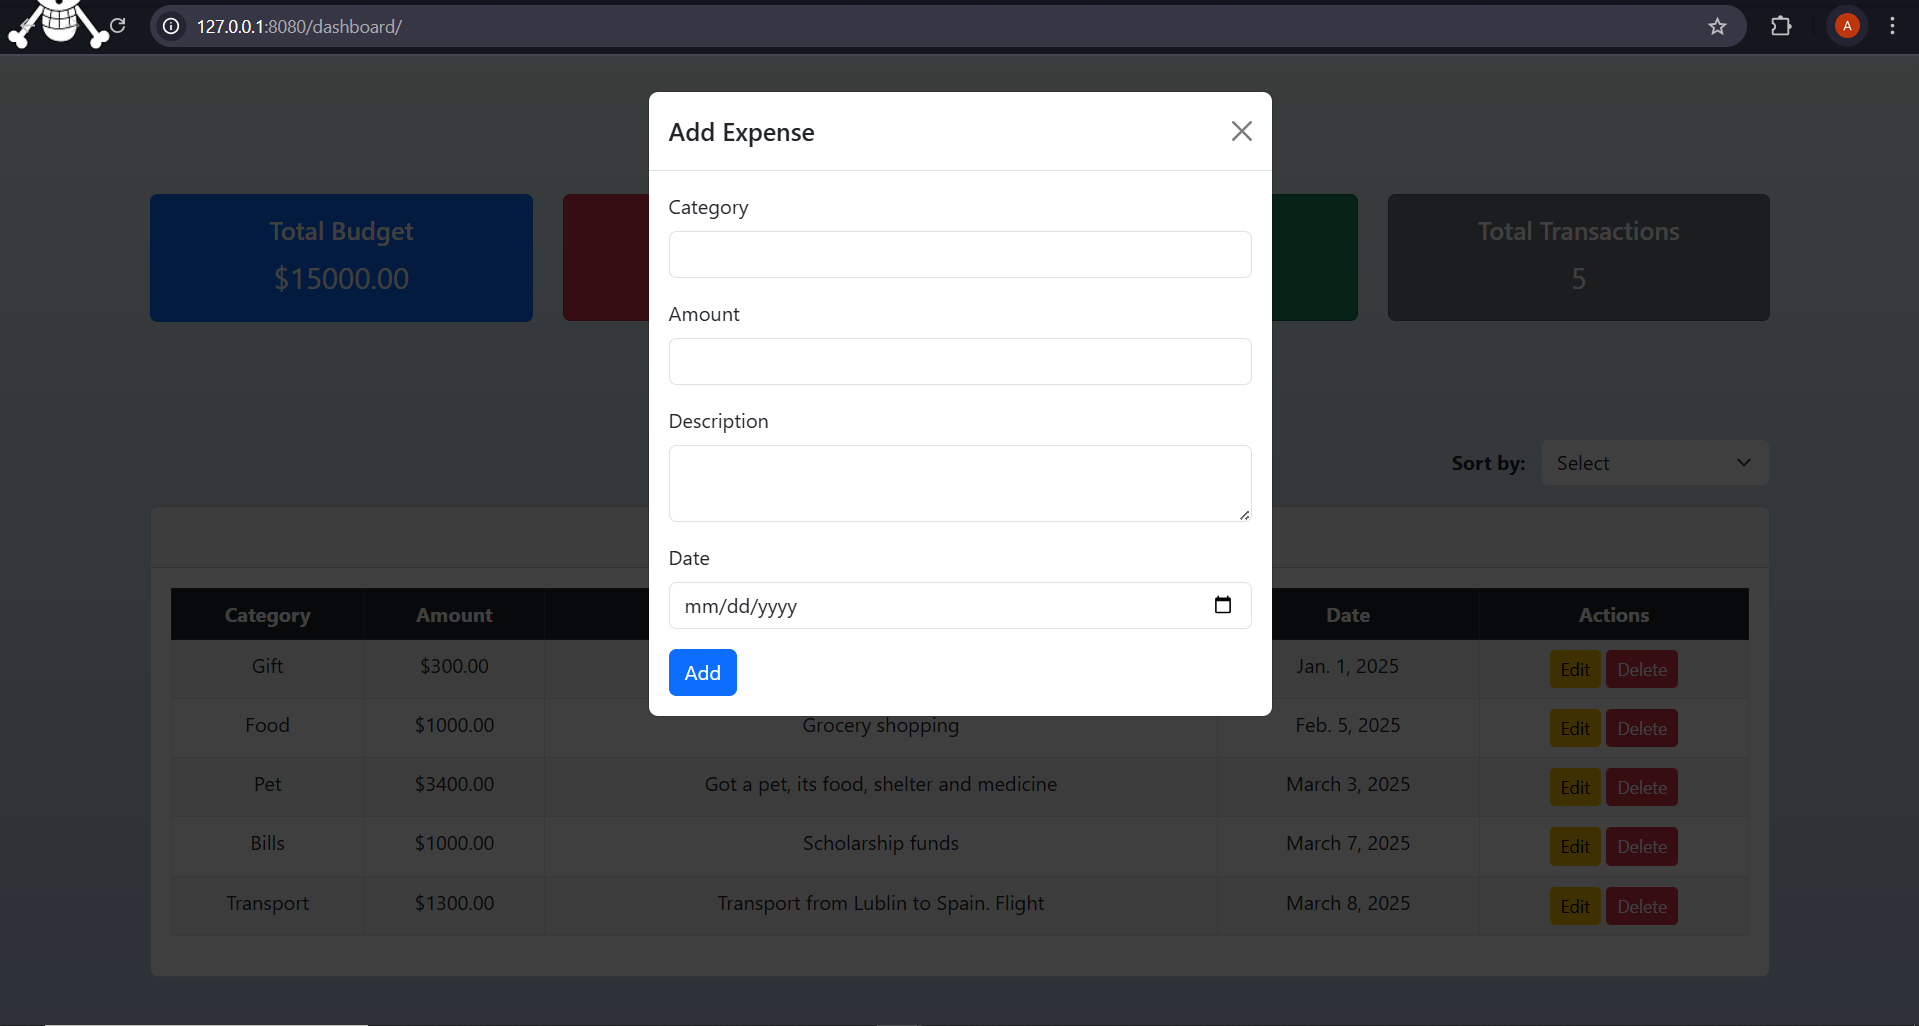 127.0.0.1:8080/dashboard/
A
Add Expense
Category
Amount
Description
Date
mm/dd/yyyy
Add
Total Budget
$15000.00
Total Transactions
5
Sort by: Select
Category Amount Date Actions
Gift $300.00 Jan. 1, 2025 Edit Delete
Food $1000.00 Grocery shopping Feb. 5, 2025 Edit Delete
Pet $3400.00 Got a pet, its food, shelter and medicine March 3, 2025 Edit Delete
Bills $1000.00 Scholarship funds March 7, 2025 Edit Delete
Transport $1300.00 Transport from Lublin to Spain. Flight March 8, 2025 Edit Delete